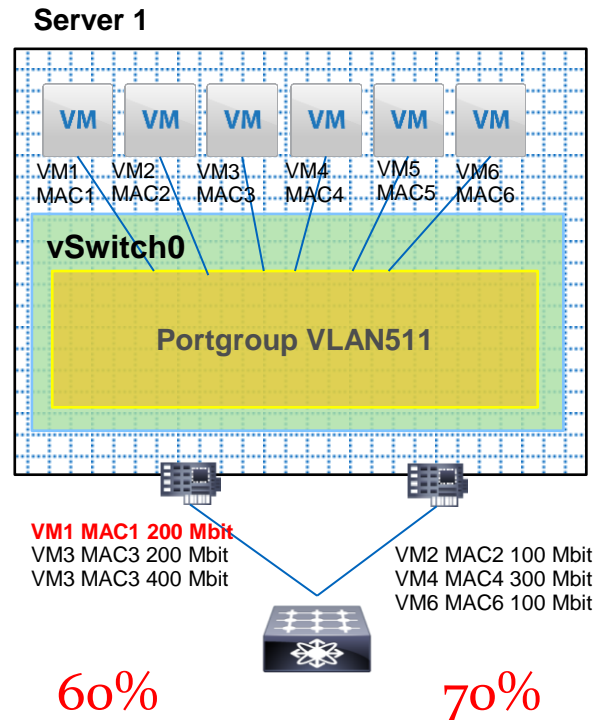 Server 1
VM VM VM VM VM VM
VM1 VM2 VM3 VM4 VM5 VM6
MAC1 MAC2 MAC3 MAC4 MAC5 MAC6
vSwitch0
Portgroup VLAN511
VM1 MAC1 200 Mbit
VM3 MAC3 200 Mbit
VM3 MAC3 400 Mbit
VM2 MAC2 100 Mbit
VM4 MAC4 300 Mbit
VM6 MAC6 100 Mbit
60%
70%